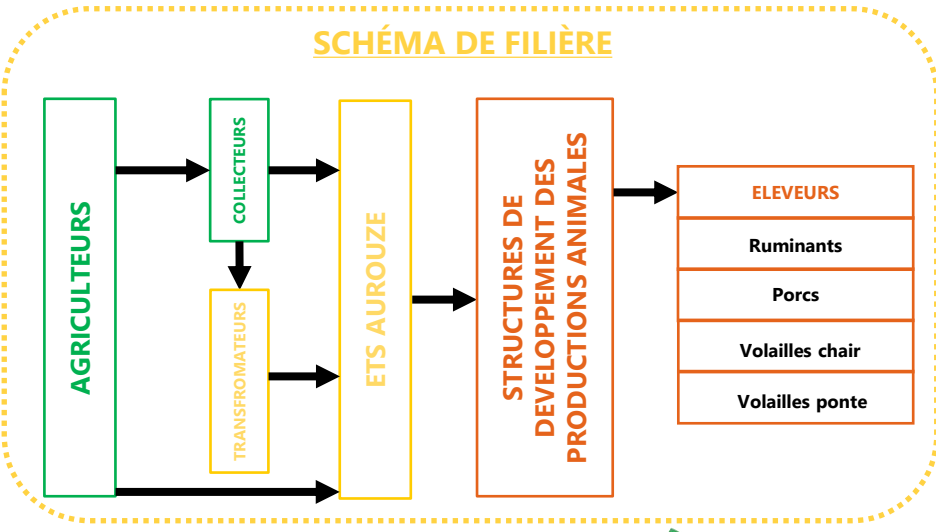 SCHÉMA DE FILIÈRE
AGRICULTEURS
COLLECTEURS
TRANSFROMATEURS
ETS AUROUZE
STRUCTURES DE
DEVELOPPEMENT DES
PRODUCTIONS ANIMALES
ELEVEURS
Ruminants
Porcs
Volailles chair
Volailles ponte